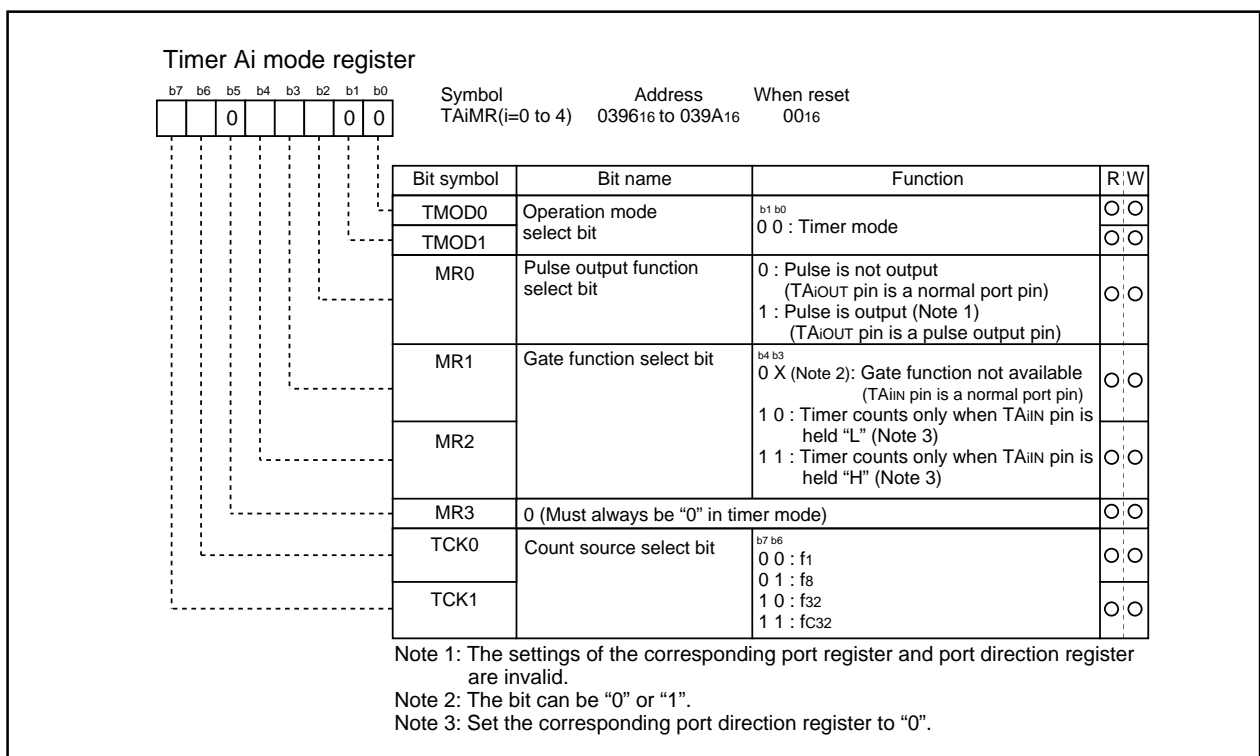 Timer Ai mode register
b7 b6 b5 b4 b3 b2 b1 b0
0 0 0
Symbol Address When reset
TAiMR(i=0 to 4) 039616 to 039A16 0016
Bit symbol Bit name Function R W
TMOD0 Operation mode select bit
TMOD1
b1 b0
0 0 : Timer mode
MR0 Pulse output function select bit
0 : Pulse is not output
(TAiOUT pin is a normal port pin)
1 : Pulse is output (Note 1)
(TAiOUT pin is a pulse output pin)
MR1 Gate function select bit
MR2
b4 b3
0 X (Note 2): Gate function not available
(TAiIN pin is a normal port pin)
1 0 : Timer counts only when TAiIN pin is
held “L” (Note 3)
1 1 : Timer counts only when TAiIN pin is
held “H” (Note 3)
MR3 0 (Must always be “0” in timer mode)
TCK0 Count source select bit
TCK1
b7 b6
0 0 : f1
0 1 : f8
1 0 : f32
1 1 : fC32
Note 1: The settings of the corresponding port register and port direction register
are invalid.
Note 2: The bit can be “0” or “1”.
Note 3: Set the corresponding port direction register to “0”.